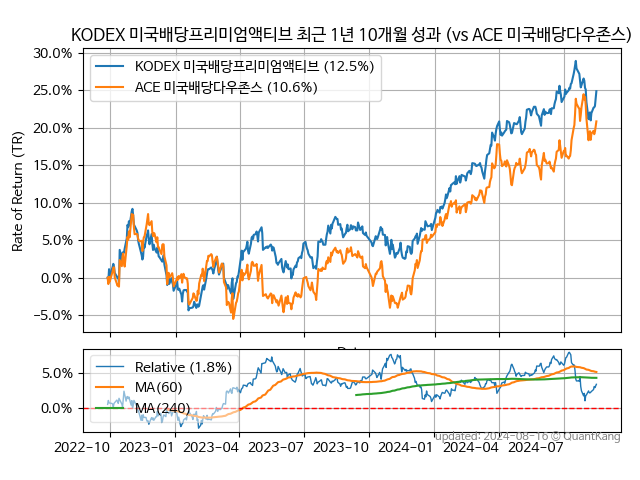 KODEX 미국배당프리미엄액티브 최근 1년 10개월 성과 (vs ACE 미국배당다우존스)
30.0%
25.0%
20.0%
15.0%
10.0%
5.0%
0.0%
−5.0%
Rate of Return (TR)
KODEX 미국배당프리미엄액티브 (12.5%)
ACE 미국배당다우존스 (10.6%)
5.0%
0.0%
Relative (1.8%)
MA(60)
MA(240)
2022-10 2023-01 2023-04 2023-07 2023-10 2024-01 2024-04 2024-07
updated: 2024-08-16 © QuantKang